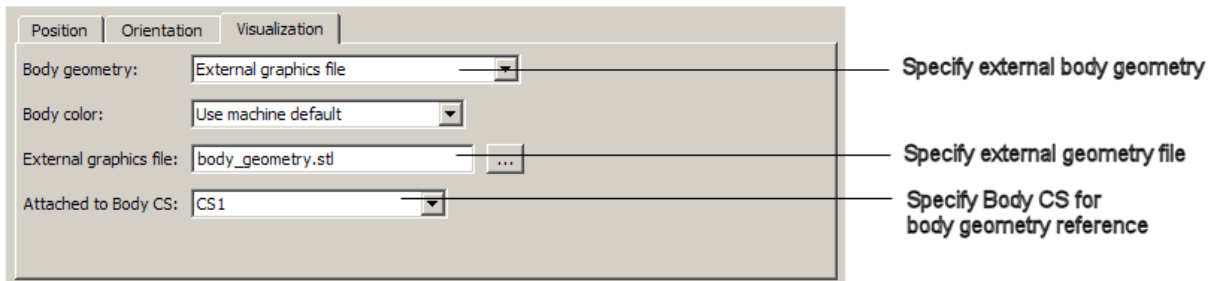 Position Orientation Visualization
Body geometry: External graphics file Specify external body geometry
Body color: Use machine default
External graphics file: body_geometry.stl ... Specify external geometry file
Attached to Body CS: CS1 Specify Body CS for
body geometry reference